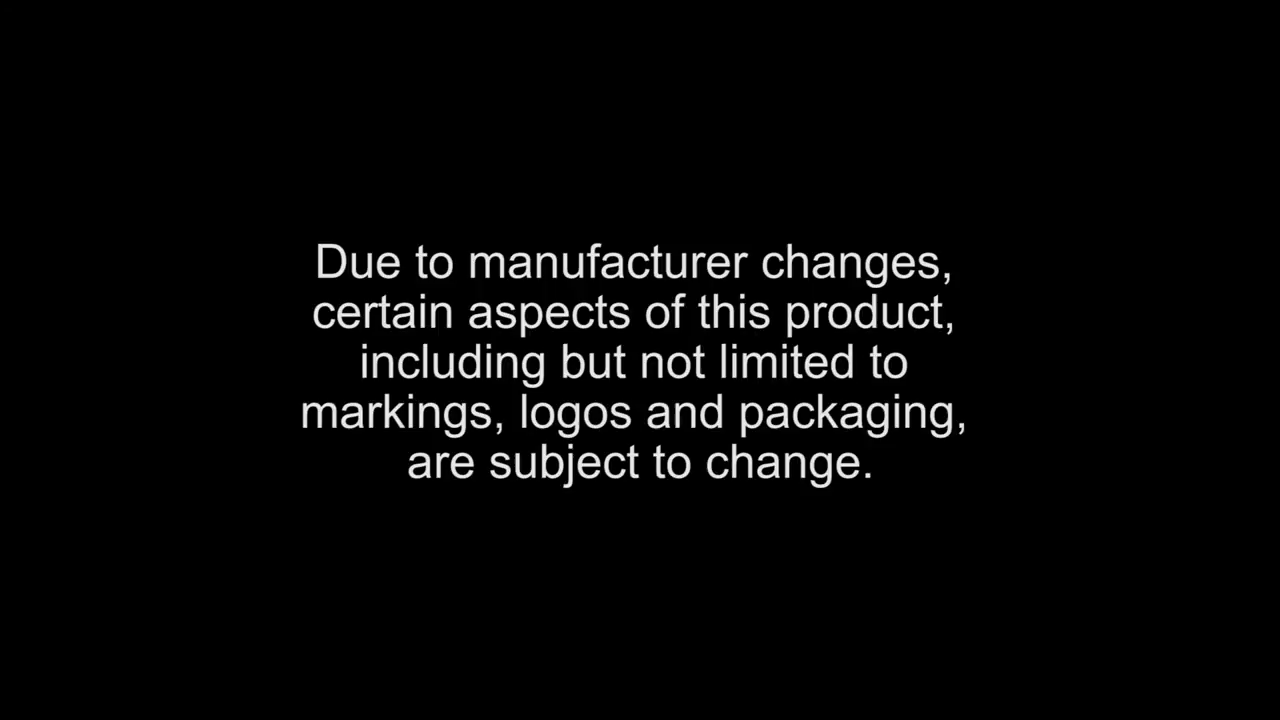 Due to manufacturer changes,
certain aspects of this product,
including but not limited to
markings, logos and packaging,
are subject to change.